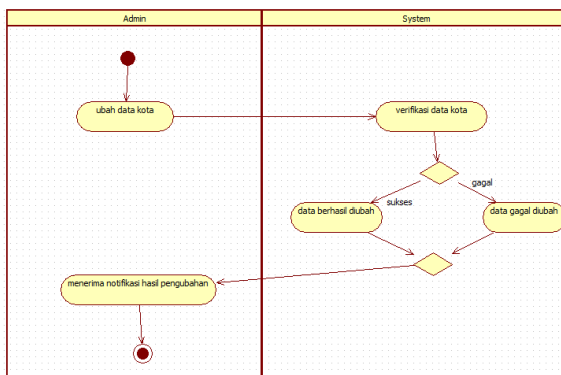 Admin
System
ubah data kota
verifikasi data kota
gagal
sukses
data berhasil diubah
data gagal diubah
menerima notifikasi hasil pengubahan